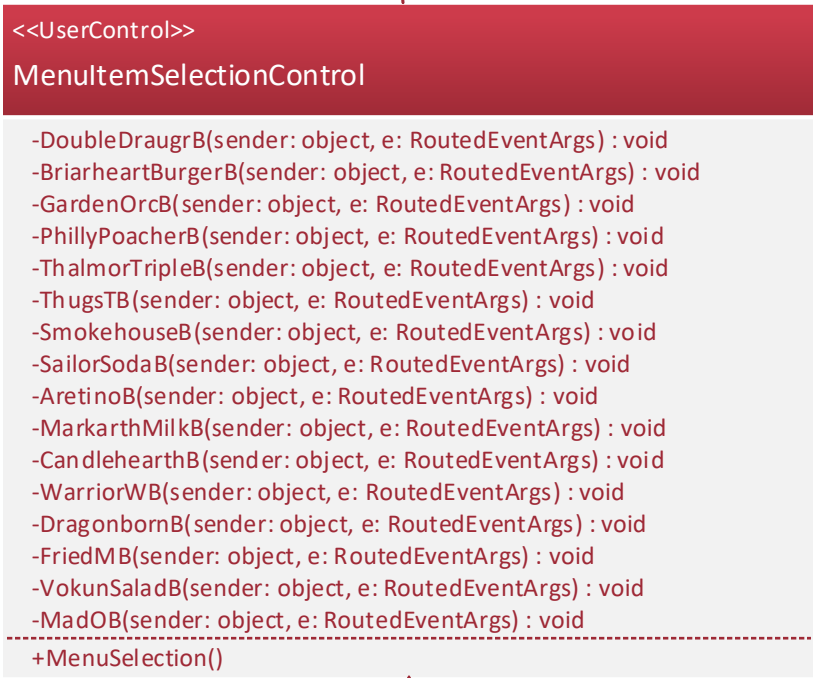 <<UserControl>>
MenuItemSelectionControl
-DoubleDraugrB(sender: object, e: RoutedEventArgs) : void
-BriarheartBurgerB(sender: object, e: RoutedEventArgs) : void
-GardenOrcB(sender: object, e: RoutedEventArgs) : void
-PhillyPoacherB(sender: object, e: RoutedEventArgs) : void
-ThalmorTripleB(sender: object, e: RoutedEventArgs) : void
-ThugsTB(sender: object, e: RoutedEventArgs) : void
-SmokehouseB(sender: object, e: RoutedEventArgs) : void
-SailorSodaB(sender: object, e: RoutedEventArgs) : void
-AretinoB(sender: object, e: RoutedEventArgs) : void
-MarkarthMilkB(sender: object, e: RoutedEventArgs) : void
-CandlehearthB(sender: object, e: RoutedEventArgs) : void
-WarriorWB(sender: object, e: RoutedEventArgs) : void
-DragonbornB(sender: object, e: RoutedEventArgs) : void
-FriedMB(sender: object, e: RoutedEventArgs) : void
-VokunSaladB(sender: object, e: RoutedEventArgs) : void
-MadOB(sender: object, e: RoutedEventArgs) : void
+MenuSelection()